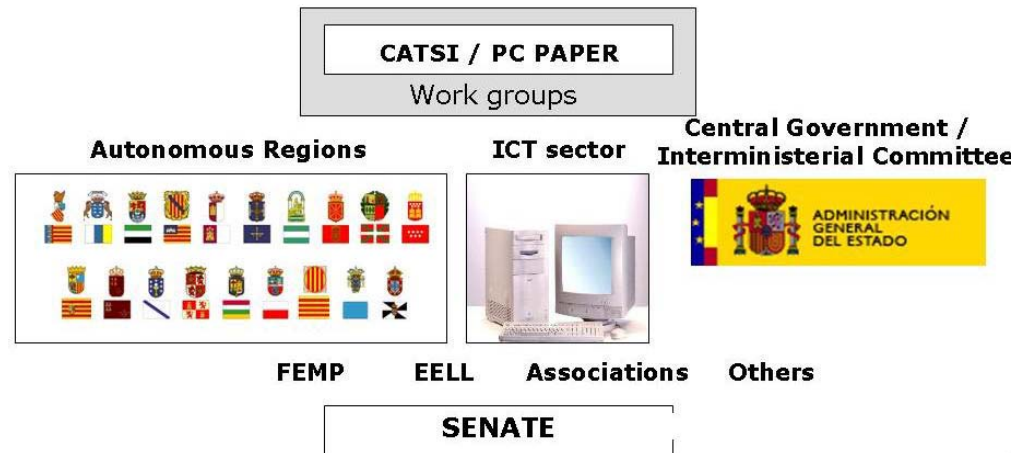 CATSI / PC PAPER
Work groups
Autonomous Regions
ICT sector
Central Government /
Interministerial Committee
ADMINISTRACIÓN
GENERAL
DEL ESTADO
FEMP EELL Associations Others
SENATE